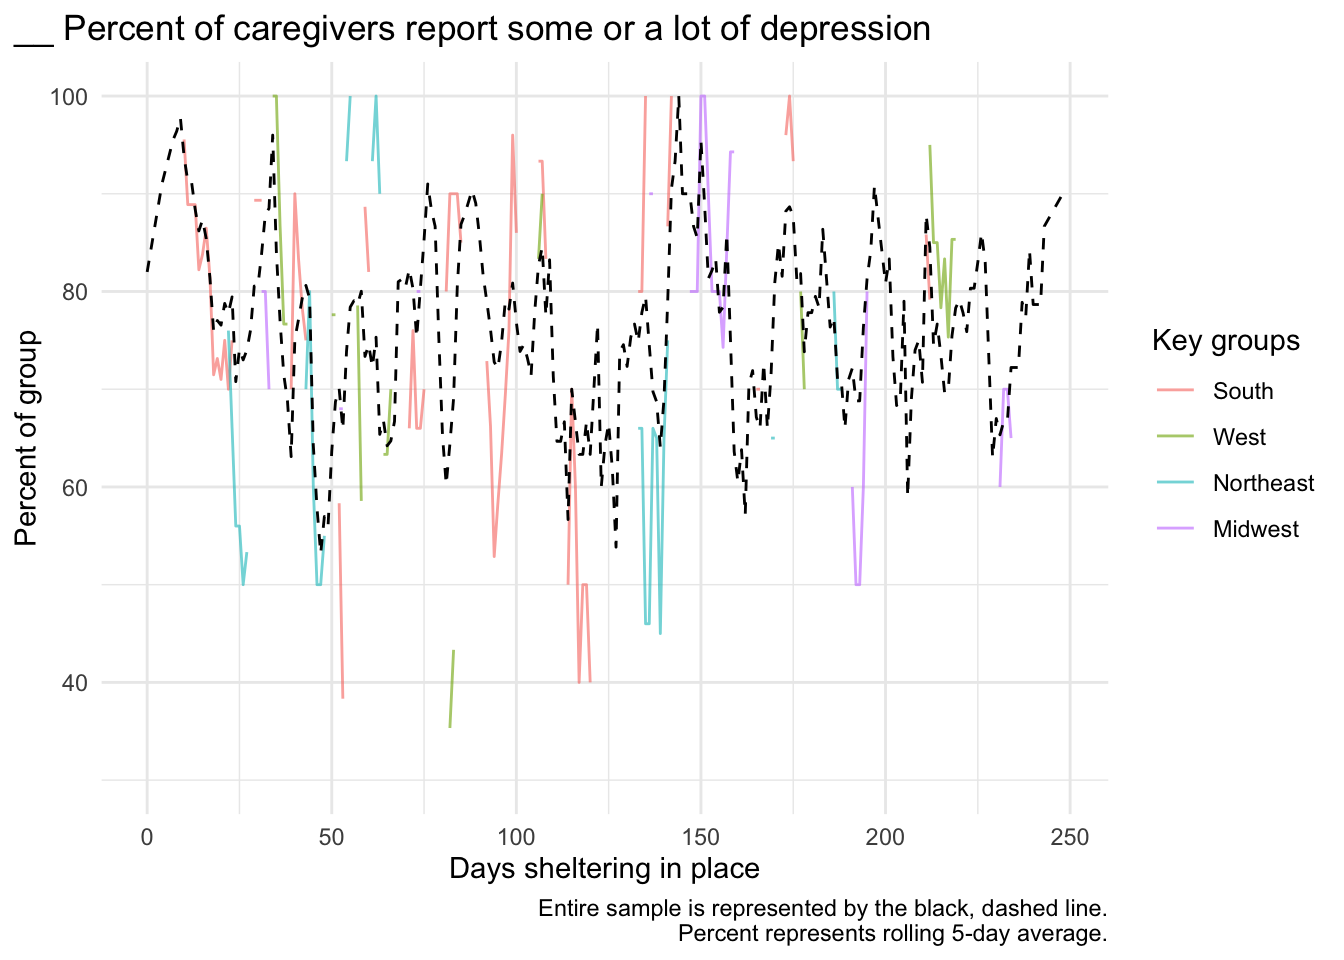 __ Percent of caregivers report some or a lot of depression
100
80
60
40
Percent of group
0
50
100
150
200
250
Days sheltering in place
Key groups
South
West
Northeast
Midwest
Entire sample is represented by the black, dashed line.
Percent represents rolling 5-day average.